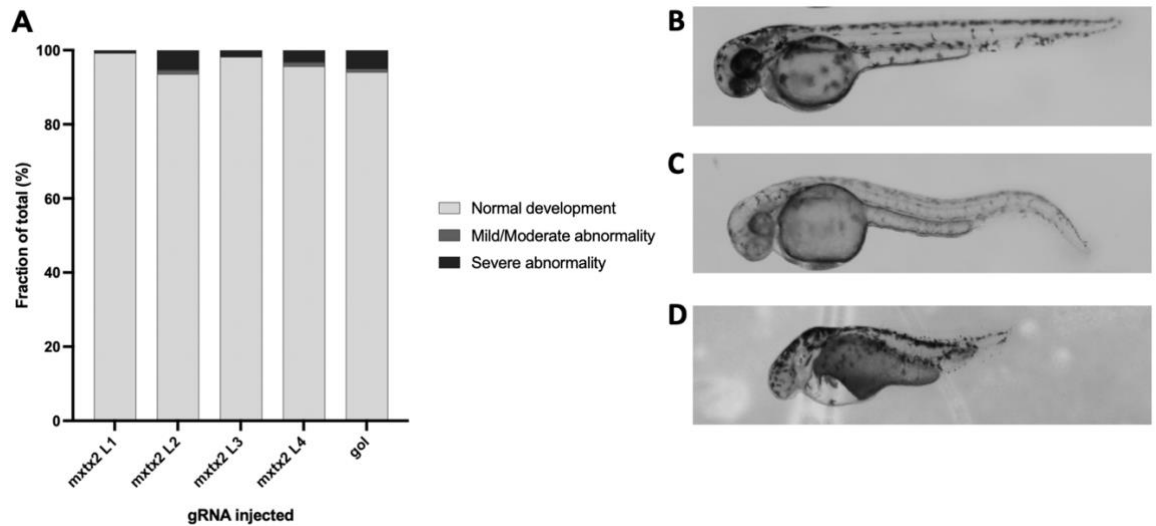 A
100
80
60
40
20
0
Fraction of total (%)
mxtx2 L1
mxtx2 L2
mxtx2 L3
mxtx2 L4
gol
gRNA injected
Normal development
Mild/Moderate abnormality
Severe abnormality
B
C
D